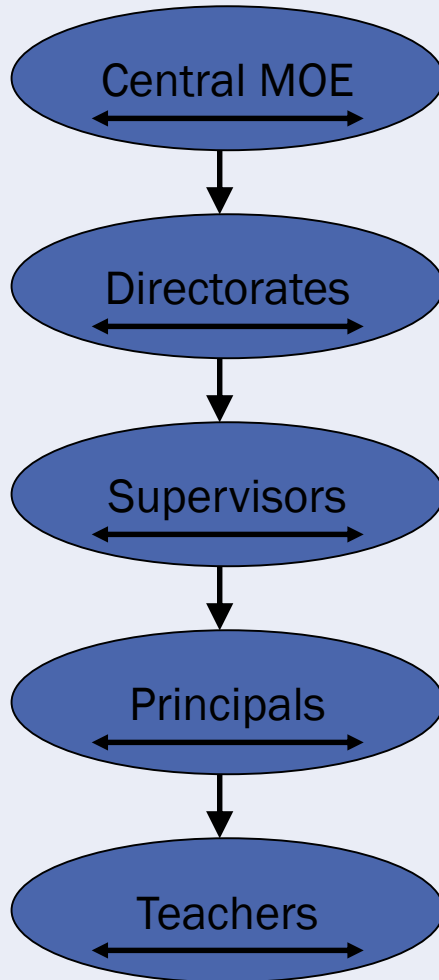 Central MOE
Directorates
Supervisors
Principals
Teachers